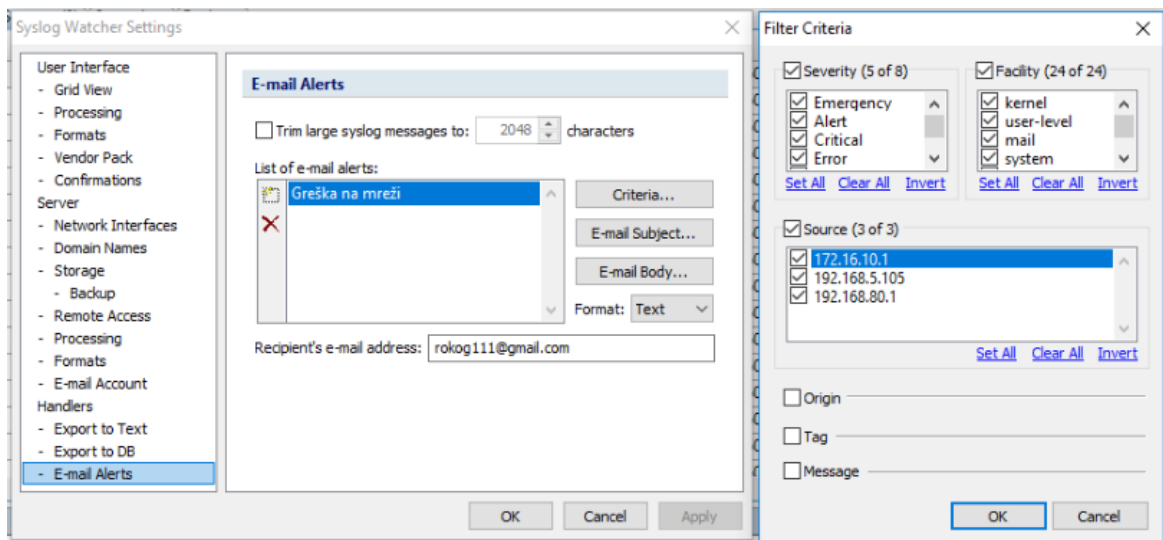 Syslog Watcher Settings
User Interface
- Grid View
- Processing
- Formats
- Vendor Pack
- Confirmations
Server
- Network Interfaces
- Domain Names
- Storage
- Backup
- Remote Access
- Processing
- Formats
- E-mail Account
Handlers
- Export to Text
- Export to DB
- E-mail Alerts
E-mail Alerts
Trim large syslog messages to: 2048 characters
List of e-mail alerts:
Greška na mreži
Criteria...
E-mail Subject...
E-mail Body...
Format: Text
Recipient's e-mail address: rokog111@gmail.com
OK Cancel Apply
Filter Criteria
Severity (5 of 8)
Emergency
Alert
Critical
Error
Set All Clear All Invert
Facility (24 of 24)
kernel
user-level
mail
system
Set All Clear All Invert
Source (3 of 3)
172.16.10.1
192.168.5.105
192.168.80.1
Set All Clear All Invert
Origin
Tag
Message
OK Cancel